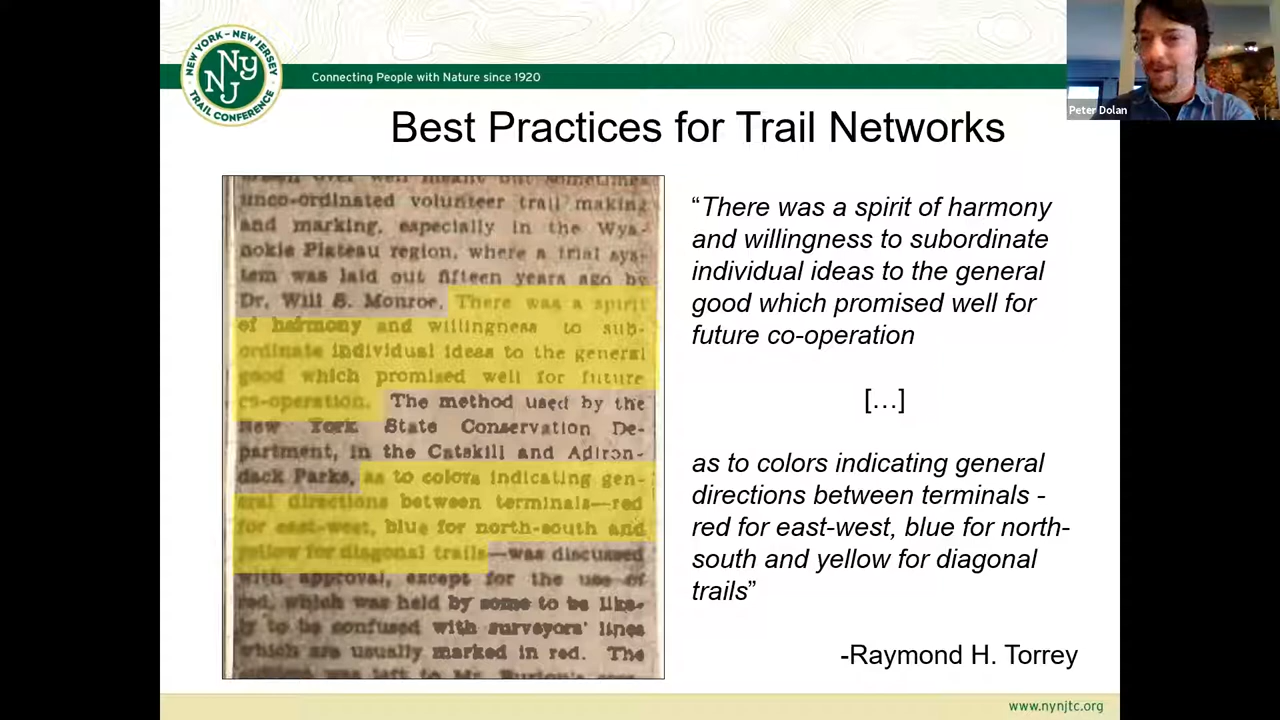 NEW YORK – NEW JERSEY
NY
NJ
TRAIL CONFERENCE
Connecting People with Nature since 1920
Peter Dolan
Best Practices for Trail Networks
unco-ordinated volunteer trail making
and marking, especially in the Wya-
nokie Plateau region, where a trial sys-
tem was laid out fifteen years ago by
Dr. Will S. Monroe. There was a spirit
of harmony and willingness to sub-
ordinate individual ideas to the general
good which promised well for future
co-operation. The method used by the
New York State Conservation De-
partment, in the Catskill and Adiron-
dack Parks, as to colors indicating gen-
eral directions between terminals—red
for east-west, blue for north-south and
yellow for diagonal trails—was discussed
with approval, except for the use of
red, which was held by some to be like-
ly to be confused with surveyors' lines
which are usually marked in red. The
“There was a spirit of harmony
and willingness to subordinate
individual ideas to the general
good which promised well for
future co-operation
[…]
as to colors indicating general
directions between terminals -
red for east-west, blue for north-
south and yellow for diagonal
trails”
-Raymond H. Torrey
www.nynjtc.org